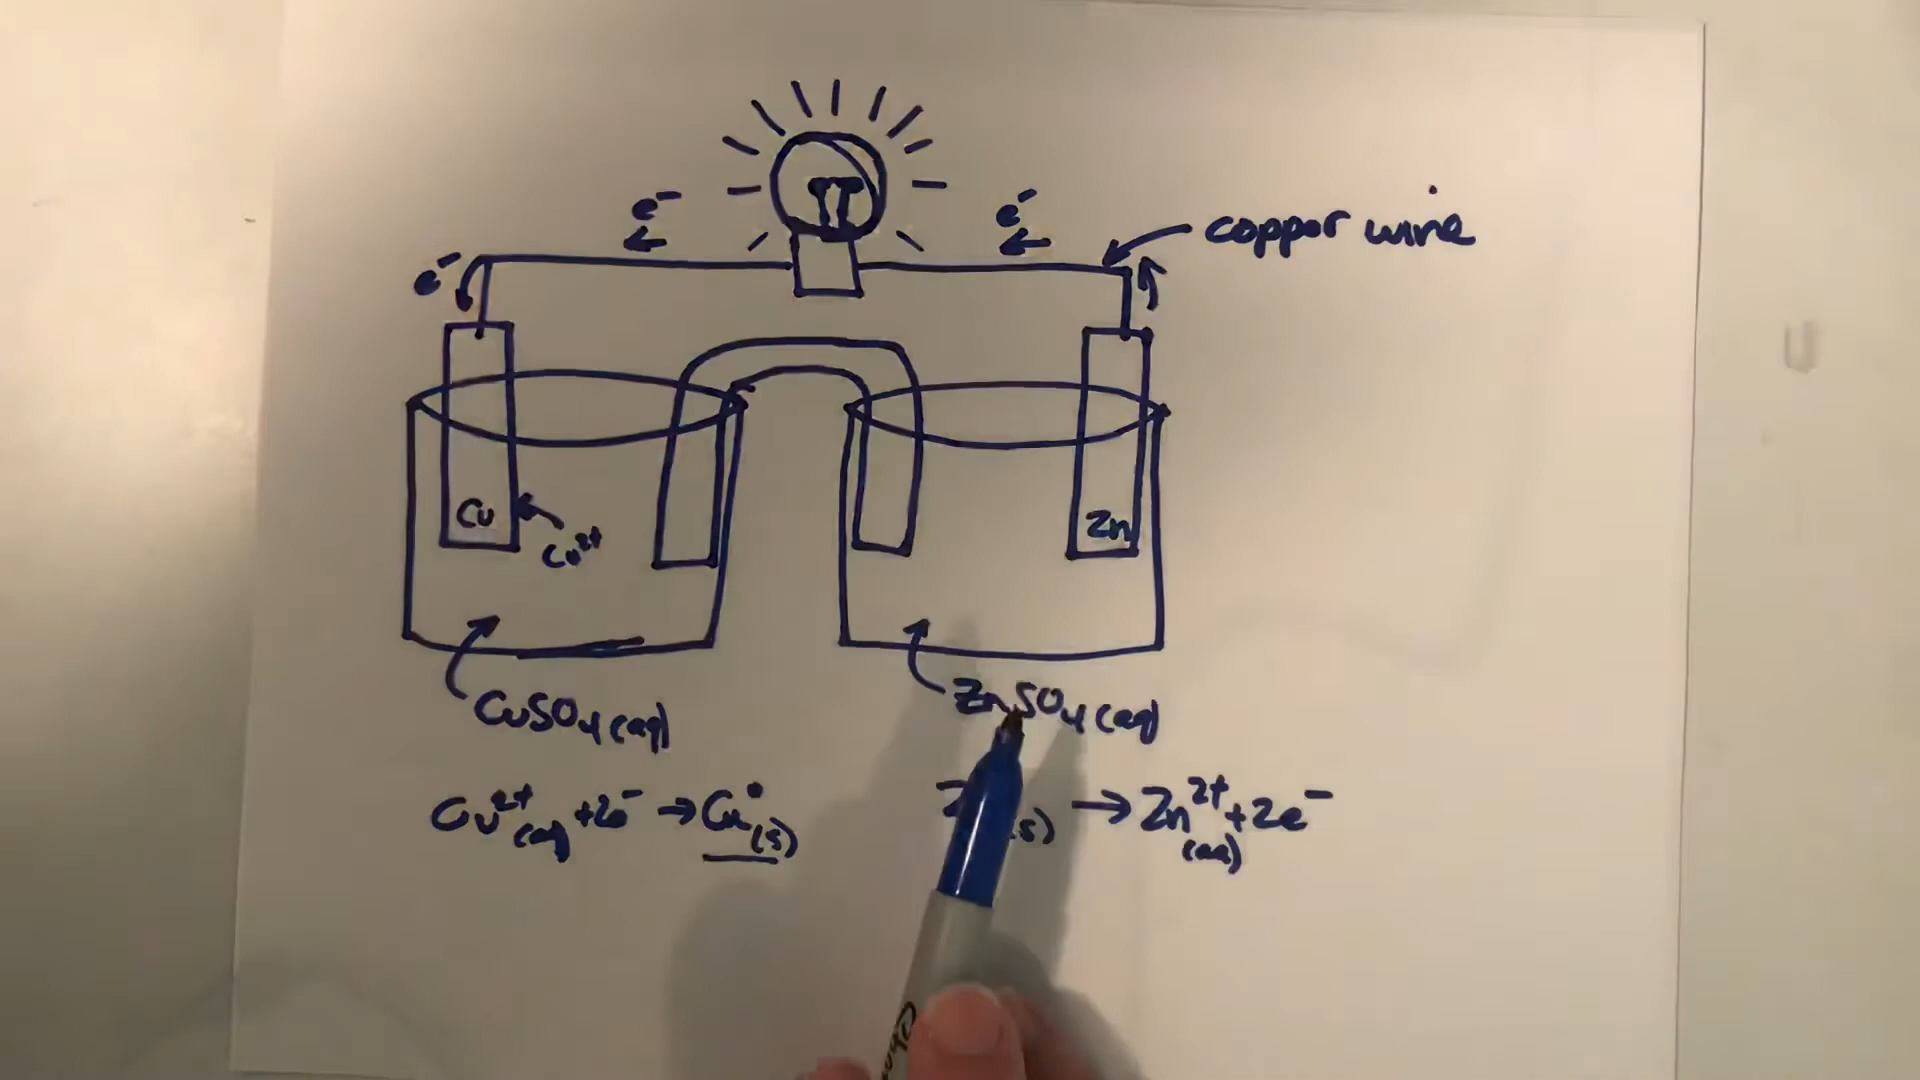 e⁻
e⁻
e⁻
copper wire
Cu
Cu²⁺
Zn
CuSO₄(aq)
ZnSO₄(aq)
Cu²⁺(aq) + 2e⁻ → Cu°(s)
(s) → Zn²⁺(aq) + 2e⁻